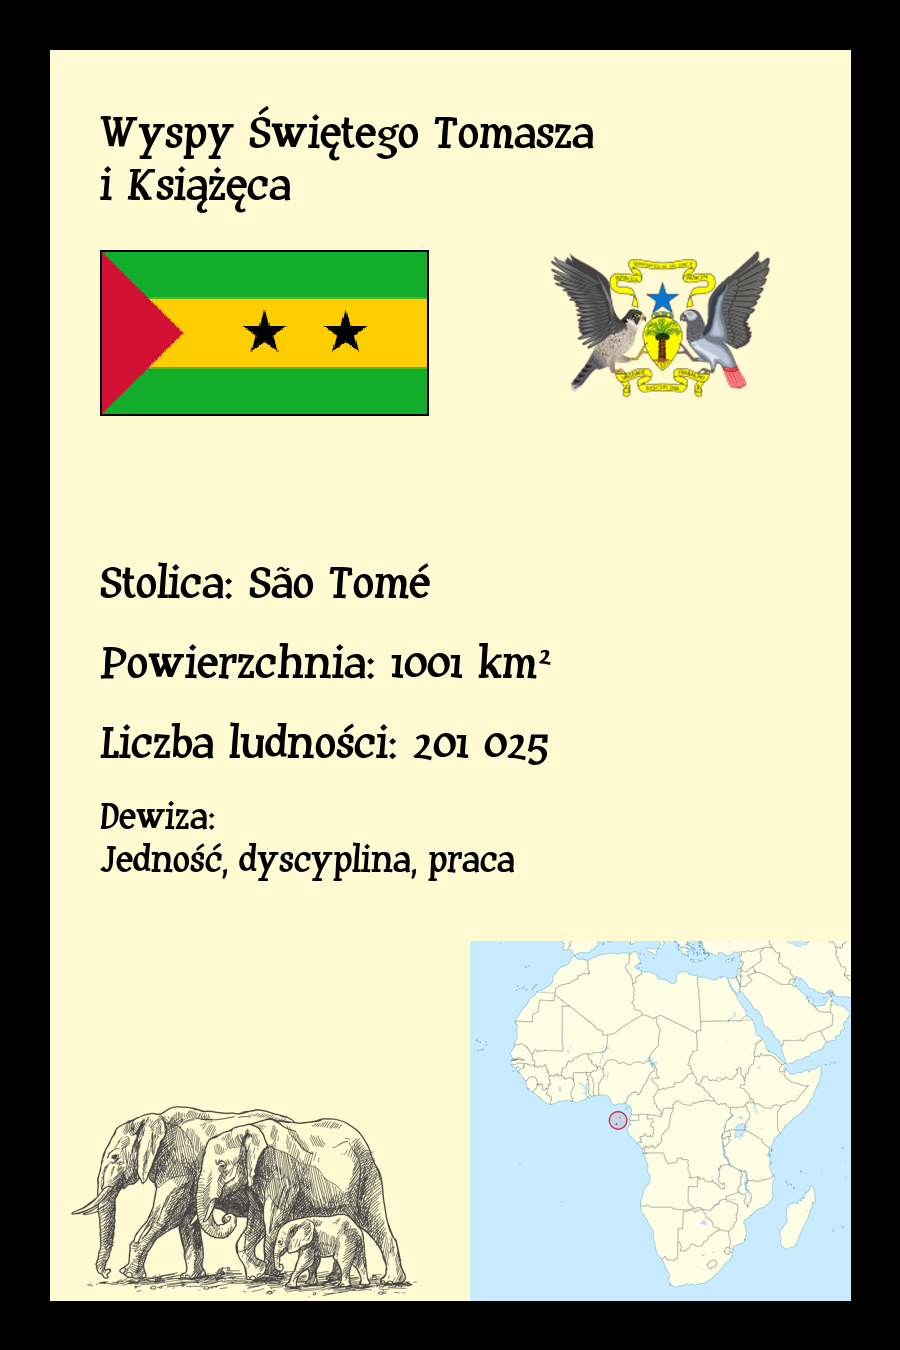 Wyspy Świętego Tomasza
i Książęca
Stolica: São Tomé
Powierzchnia: 1001 km²
Liczba ludności: 201 025
Dewiza:
Jedność, dyscyplina, praca